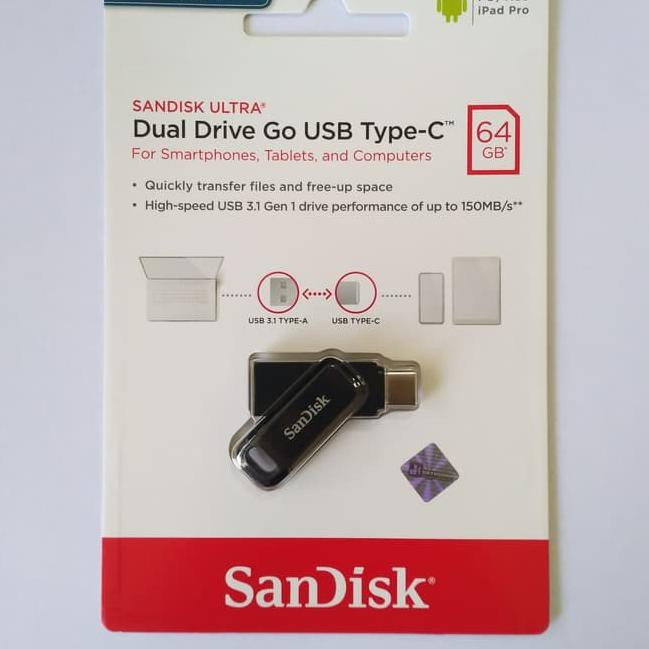 iPad Pro
SANDISK ULTRA®
Dual Drive Go USB Type-C™
For Smartphones, Tablets, and Computers
64
GB*
• Quickly transfer files and free-up space
• High-speed USB 3.1 Gen 1 drive performance of up to 150MB/s**
USB 3.1 TYPE-A
USB TYPE-C
SanDisk
SanDisk®